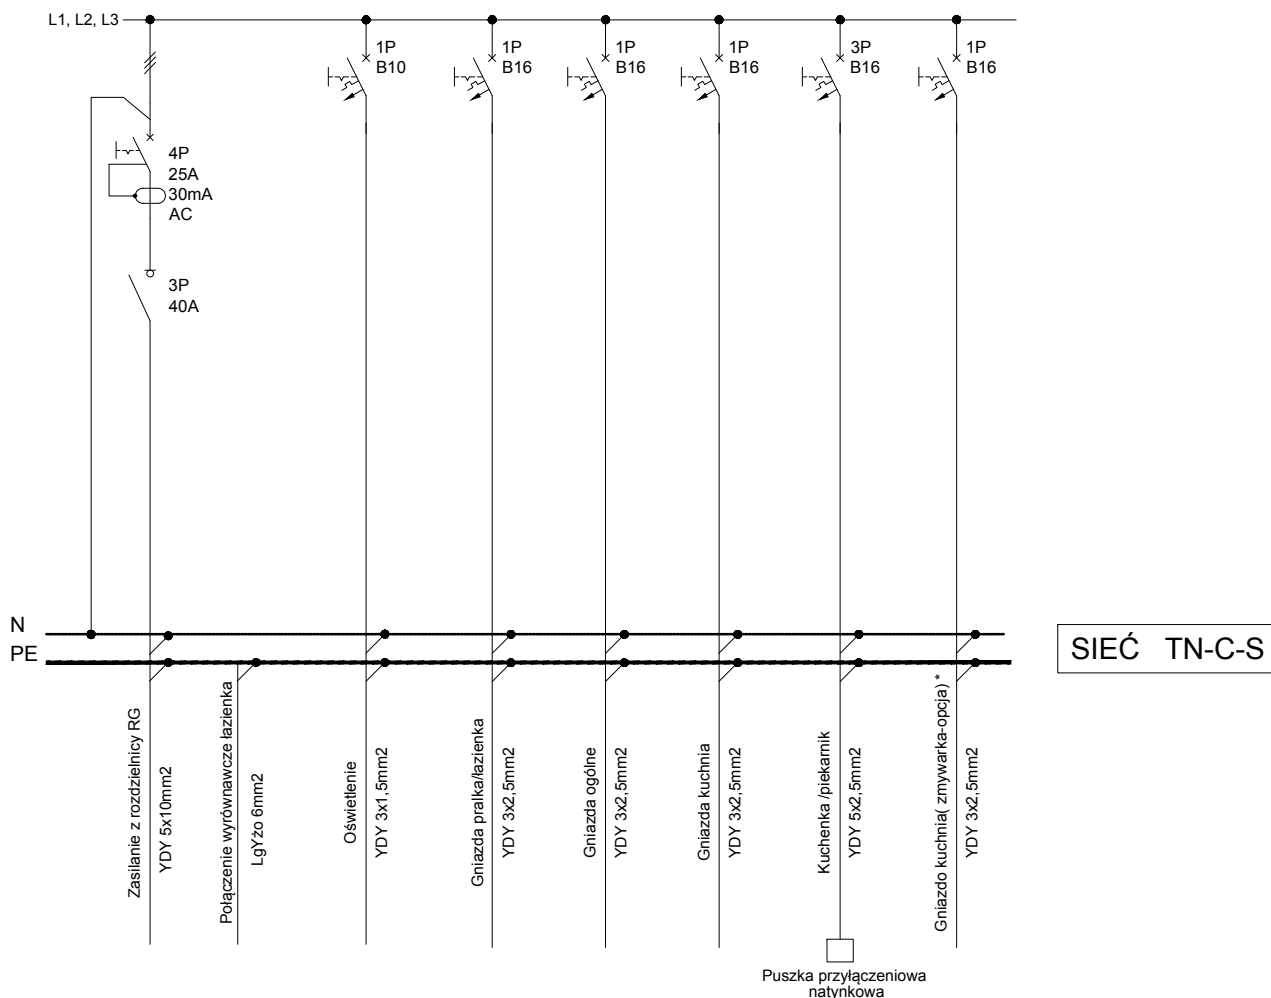 L1, L2, L3
4P
25A
30mA
AC
3P
40A
1P
B10
1P
B16
1P
B16
1P
B16
3P
B16
1P
B16
N
PE
SIEĆ TN-C-S
Zasilanie z rozdzielnicy RG
YDY 5x10mm2
Połączenie wyrównawcze łazienka
LgYżo 6mm2
Oświetlenie
YDY 3x1,5mm2
Gniazda pralka/łazienka
YDY 3x2,5mm2
Gniazda ogólne
YDY 3x2,5mm2
Gniazda kuchnia
YDY 3x2,5mm2
Kuchenka /piekarnik
YDY 5x2,5mm2
Gniazdo kuchnia( zmywarka-opcja) *
YDY 3x2,5mm2
Puszka przyłączeniowa
natynkowa